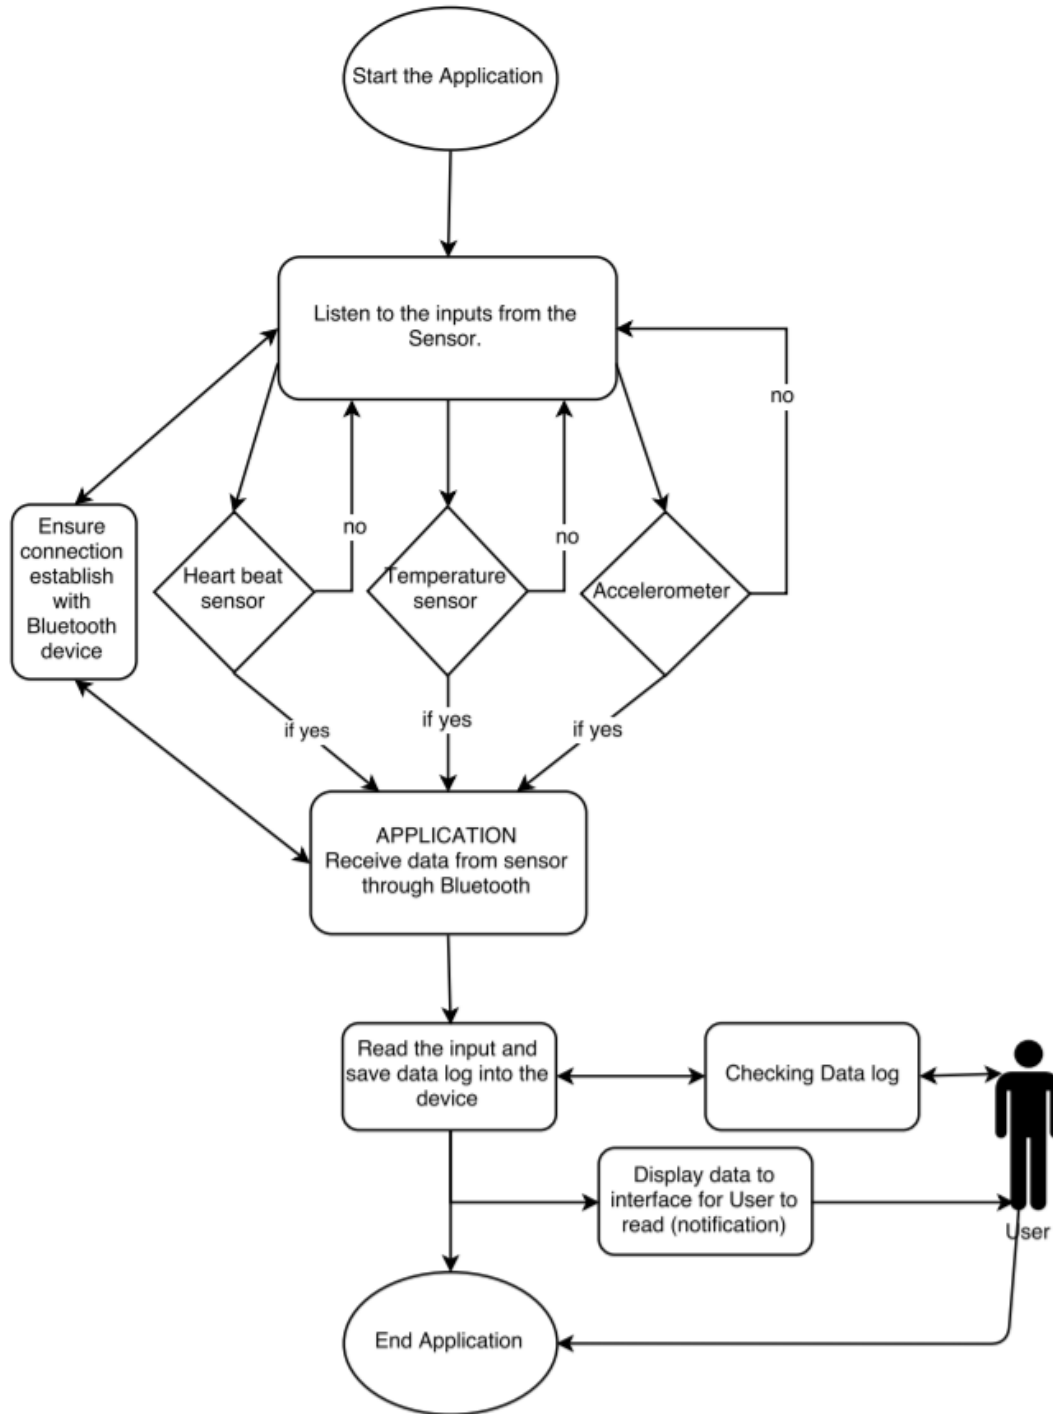 Start the Application
Listen to the inputs from the
Sensor.
no
Ensure
connection
establish
with
Bluetooth
device
Heart beat
sensor
no
Temperature
sensor
no
Accelerometer
if yes
if yes
if yes
APPLICATION
Receive data from sensor
through Bluetooth
Read the input and
save data log into the
device
Checking Data log
Display data to
interface for User to
read (notification)
User
End Application